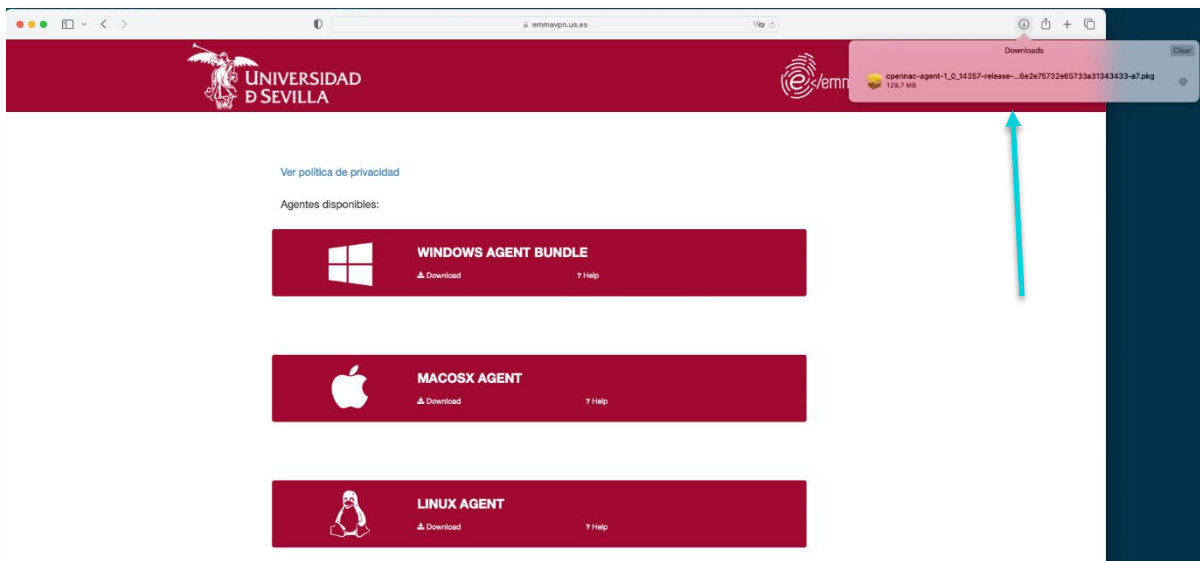 emmavpn.us.es
Downloads
Clear
opennac-agent-1_0_14357-release-...6e2e75732e65733a31343433-a7.pkg
129,7 MB
UNIVERSIDAD
D SEVILLA
e-s/emm
Ver política de privacidad
Agentes disponibles:
WINDOWS AGENT BUNDLE
Download
? Help
MACOSX AGENT
Download
? Help
LINUX AGENT
Download
? Help